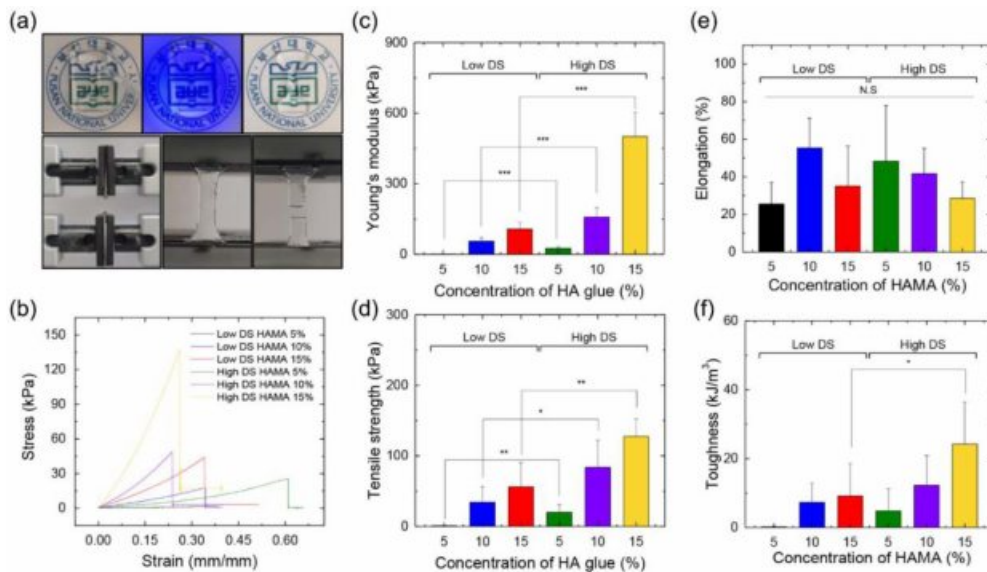 (a)
PUSAN NATIONAL UNIVERSITY
PUSAN NATIONAL UNIVERSITY
PUSAN NATIONAL UNIVERSITY
(b)
Stress (kPa)
150
120
90
60
30
0
Low DS HAMA 5%
Low DS HAMA 10%
Low DS HAMA 15%
High DS HAMA 5%
High DS HAMA 10%
High DS HAMA 15%
0.00 0.15 0.30 0.45 0.60
Strain (mm/mm)
(c)
Young's modulus (kPa)
900
600
300
0
Low DS High DS
***
***
***
5 10 15 5 10 15
Concentration of HA glue (%)
(d)
Tensile strength (kPa)
300
200
100
0
Low DS High DS
**
*
**
5 10 15 5 10 15
Concentration of HA glue (%)
(e)
Elongation (%)
100
80
60
40
20
0
Low DS High DS
N.S
5 10 15 5 10 15
Concentration of HAMA (%)
(f)
Toughness (kJ/m³)
60
40
20
0
Low DS High DS
*
5 10 15 5 10 15
Concentration of HAMA (%)